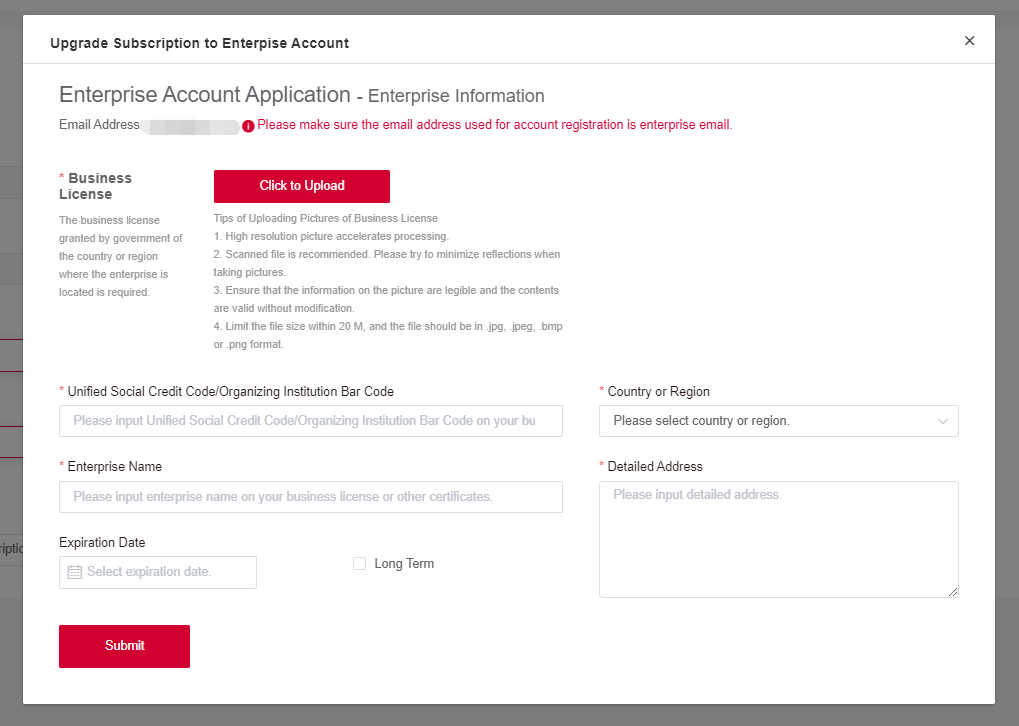 Upgrade Subscription to Enterpise Account
Enterprise Account Application - Enterprise Information
Email Address
Please make sure the email address used for account registration is enterprise email.
* Business
License
Click to Upload
The business license
granted by government of
the country or region
where the enterprise is
located is required.
Tips of Uploading Pictures of Business License
1. High resolution picture accelerates processing.
2. Scanned file is recommended. Please try to minimize reflections when
taking pictures.
3. Ensure that the information on the picture are legible and the contents
are valid without modification.
4. Limit the file size within 20 M, and the file should be in .jpg, .jpeg, .bmp
or .png format.
* Unified Social Credit Code/Organizing Institution Bar Code
Please input Unified Social Credit Code/Organizing Institution Bar Code on your bu
* Country or Region
Please select country or region.
* Enterprise Name
Please input enterprise name on your business license or other certificates.
* Detailed Address
Please input detailed address.
Expiration Date
Select expiration date.
Long Term
riptio
Submit